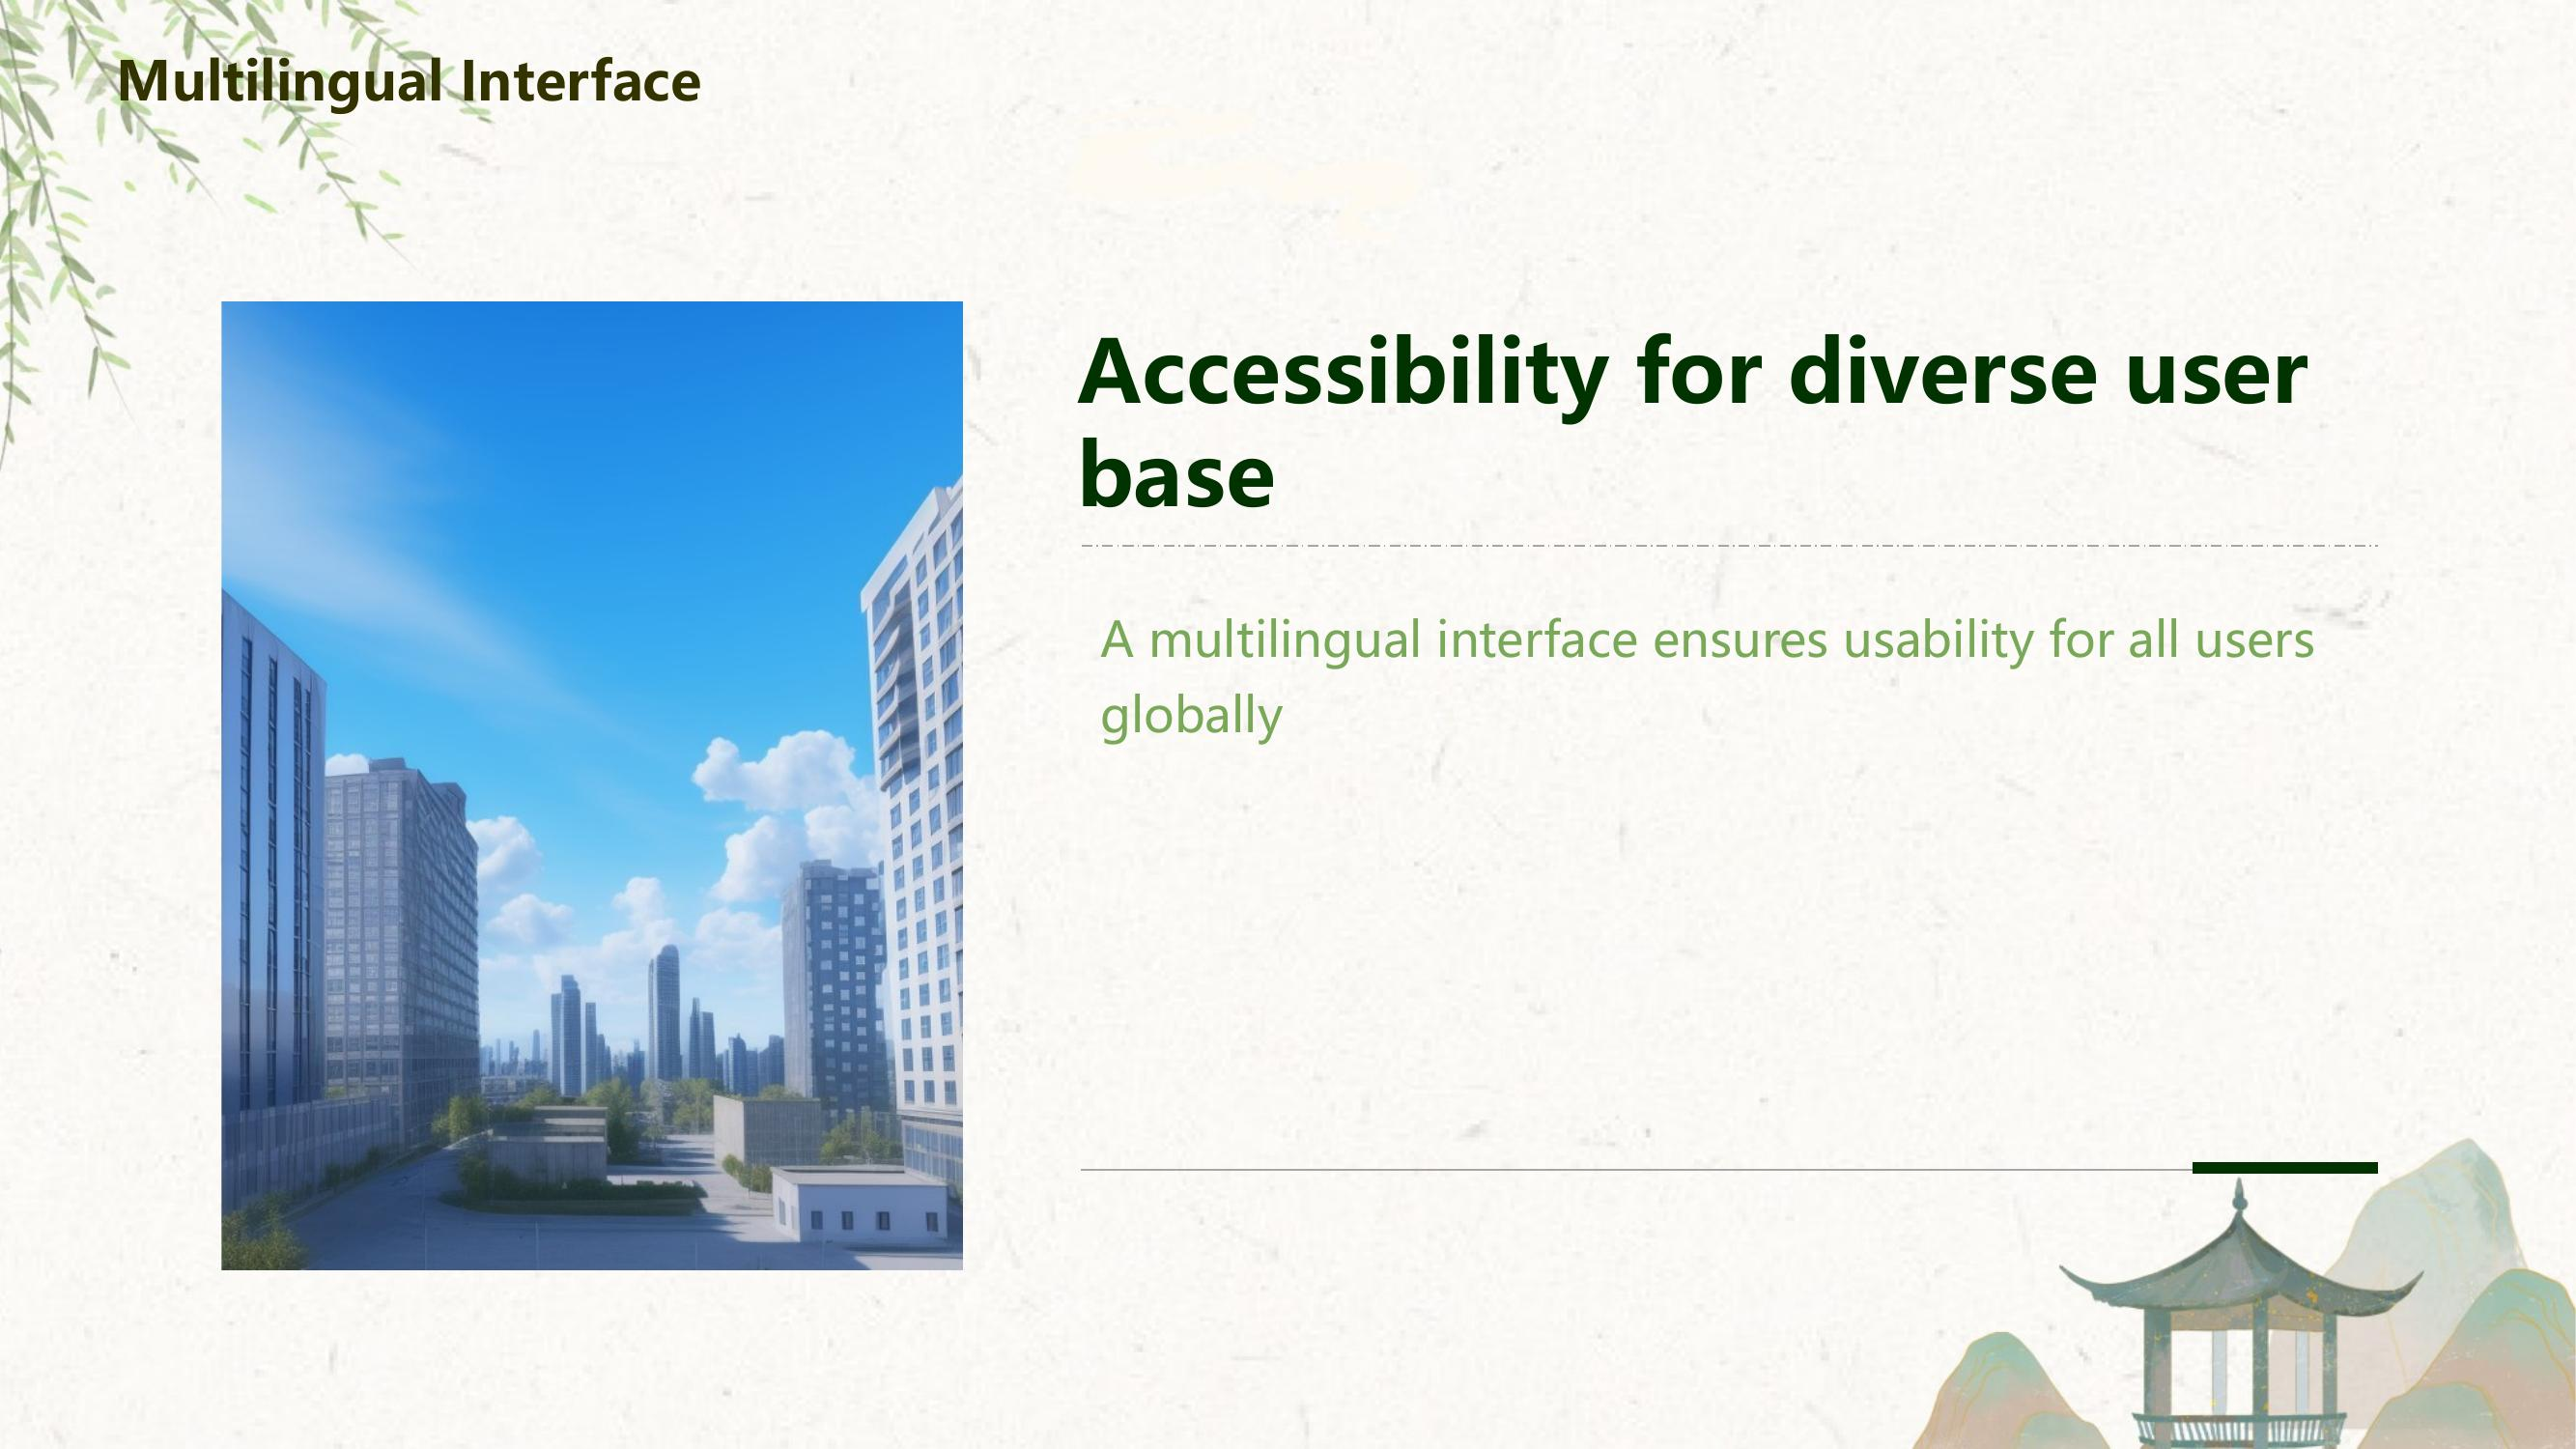 Multilingual Interface
Accessibility for diverse user
base
A multilingual interface ensures usability for all users
globally